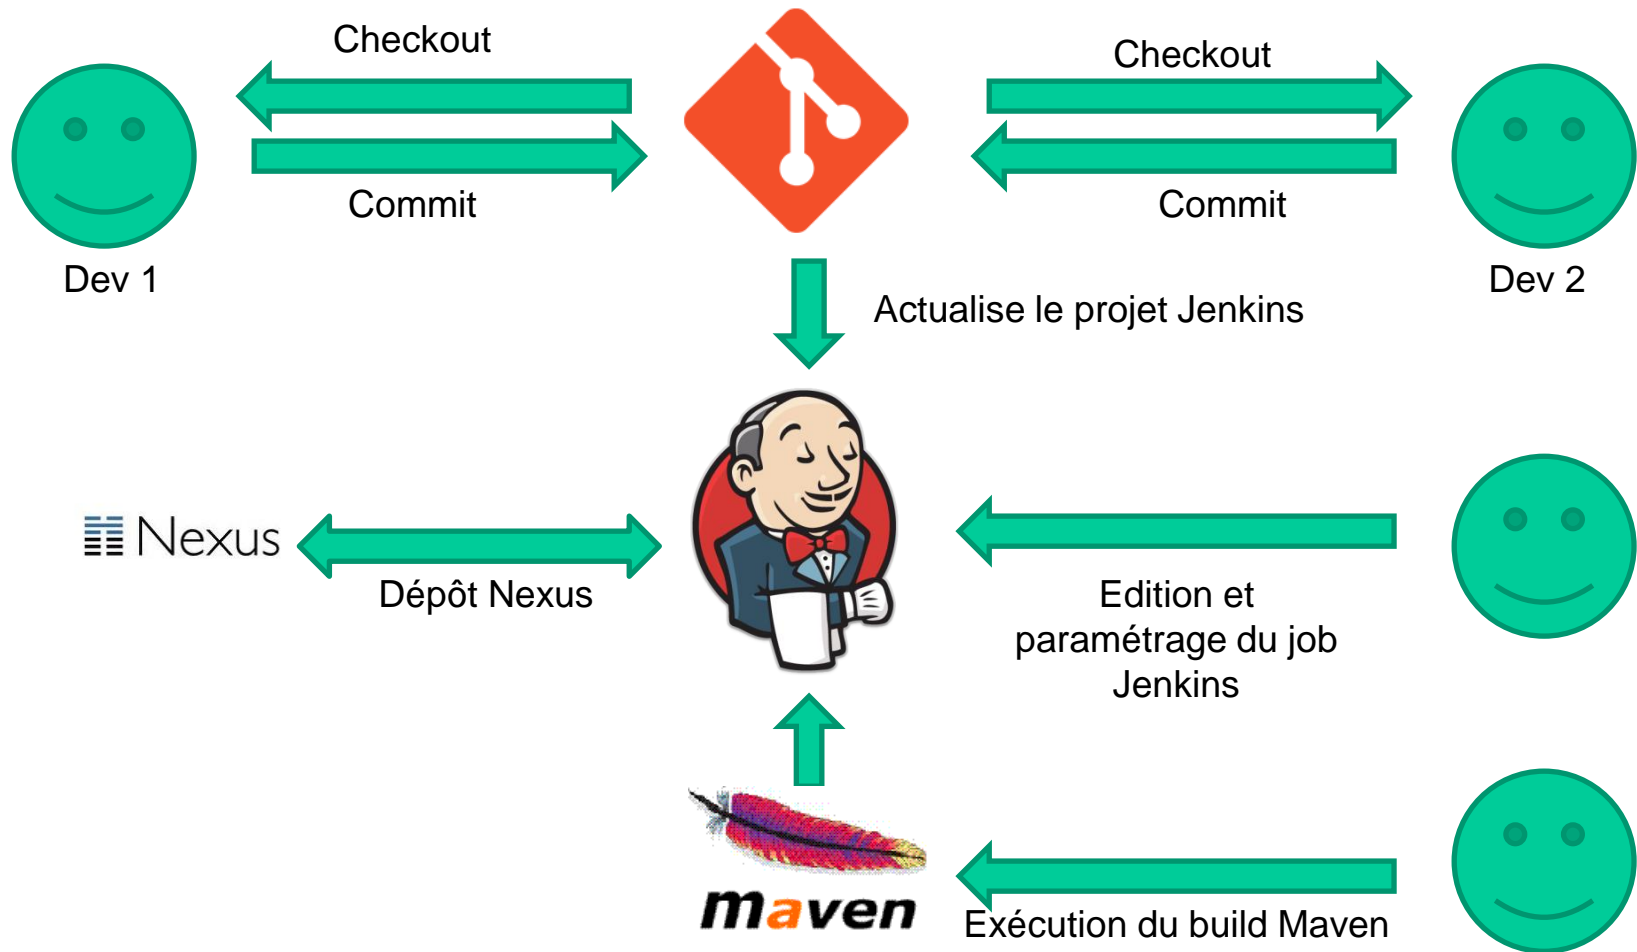 Checkout
Checkout
Commit
Commit
Dev 1
Dev 2
Actualise le projet Jenkins
Nexus
Dépôt Nexus
Edition et
paramétrage du job
Jenkins
maven
Exécution du build Maven